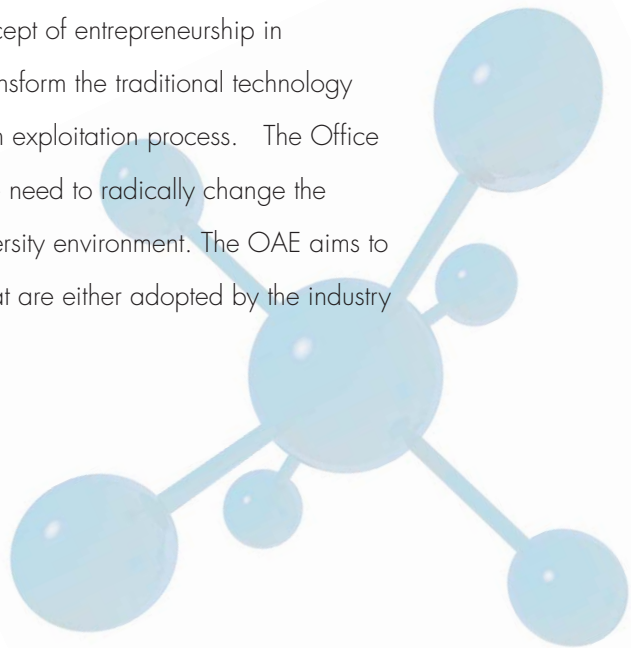 cept of entrepreneurship in
nsform the traditional technology
n exploitation process. The Office
need to radically change the
ersity environment. The OAE aims to
at are either adopted by the industry